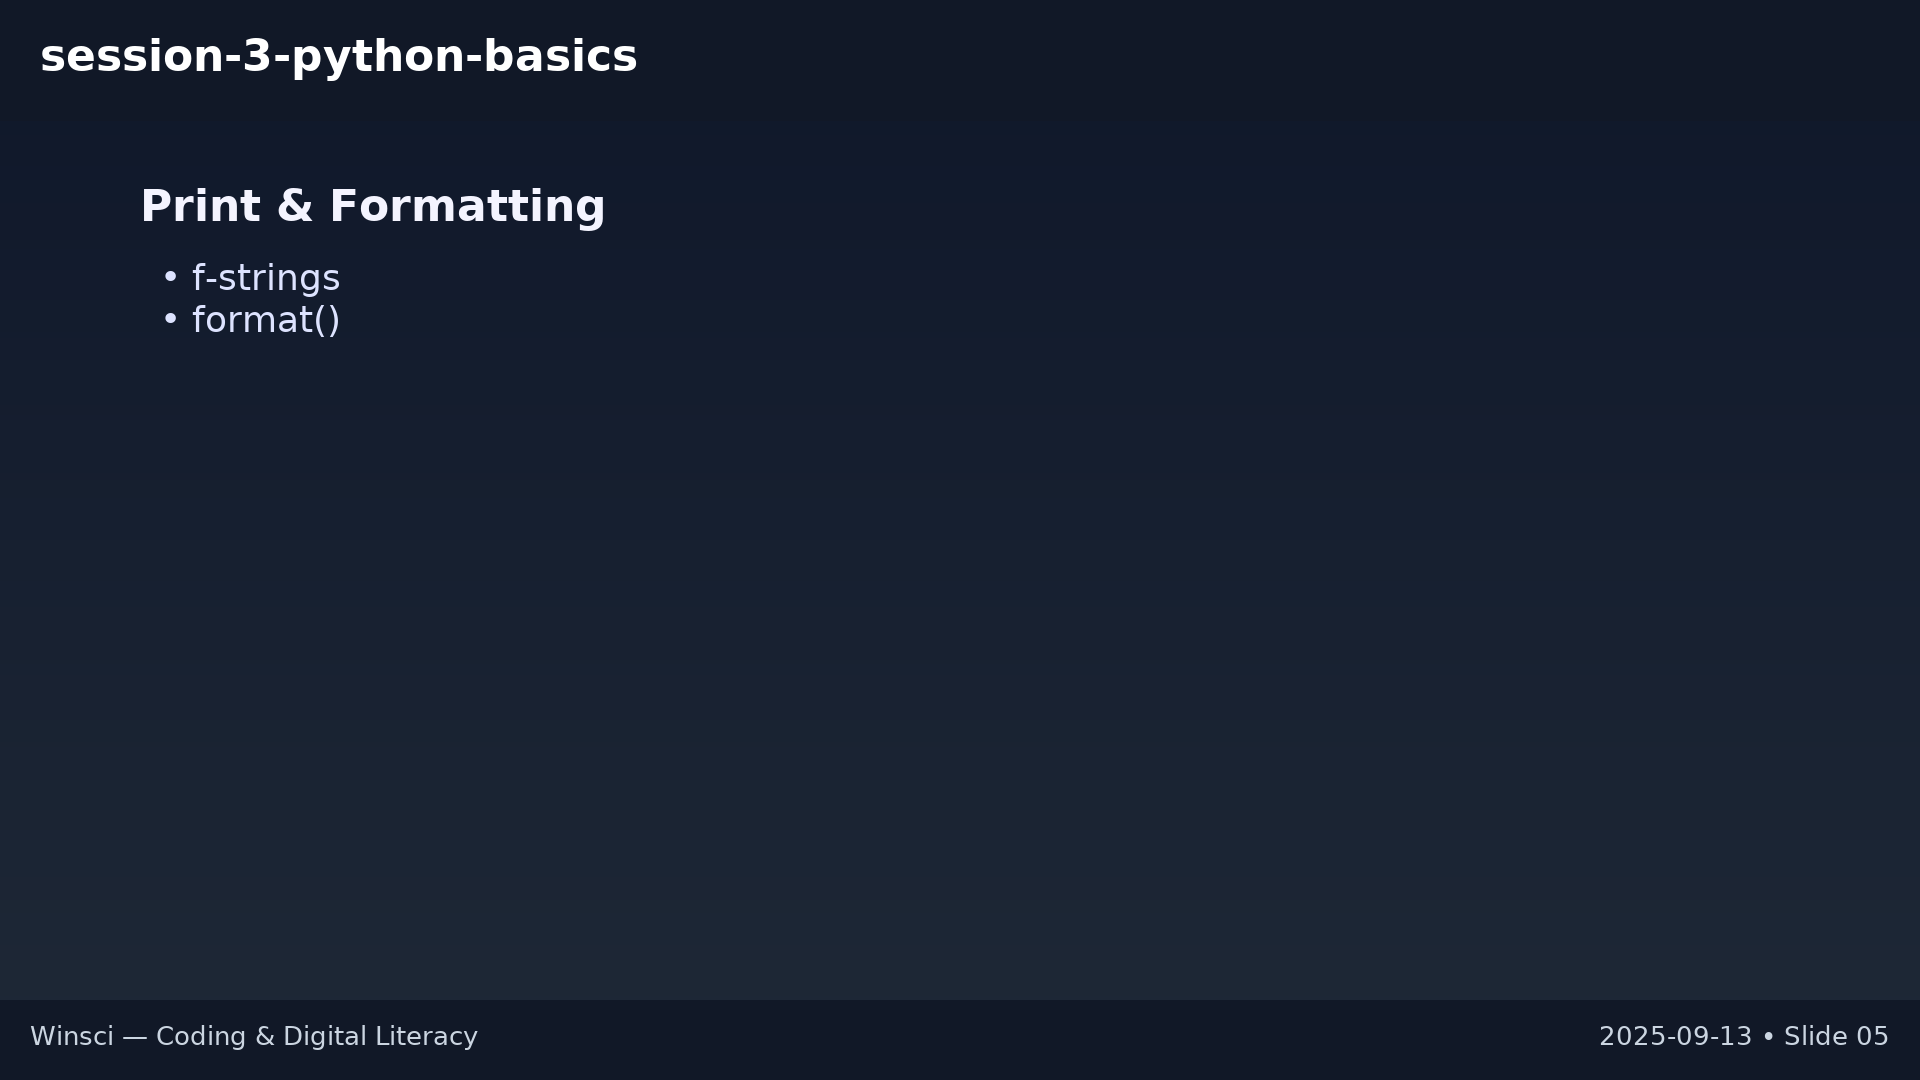 session-3-python-basics
Print & Formatting
• f-strings
• format()
Winsci — Coding & Digital Literacy
2025-09-13 • Slide 05